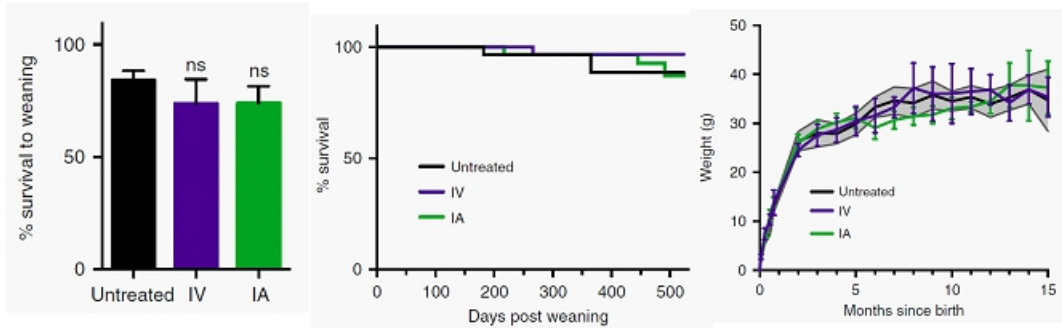 % survival to weaning
100
50
0
ns
ns
Untreated
IV
IA
% survival
100
50
0
Untreated
IV
IA
0 100 200 300 400 500
Days post weaning
Weight (g)
50
40
30
20
10
0
Untreated
IV
IA
0 5 10 15
Months since birth